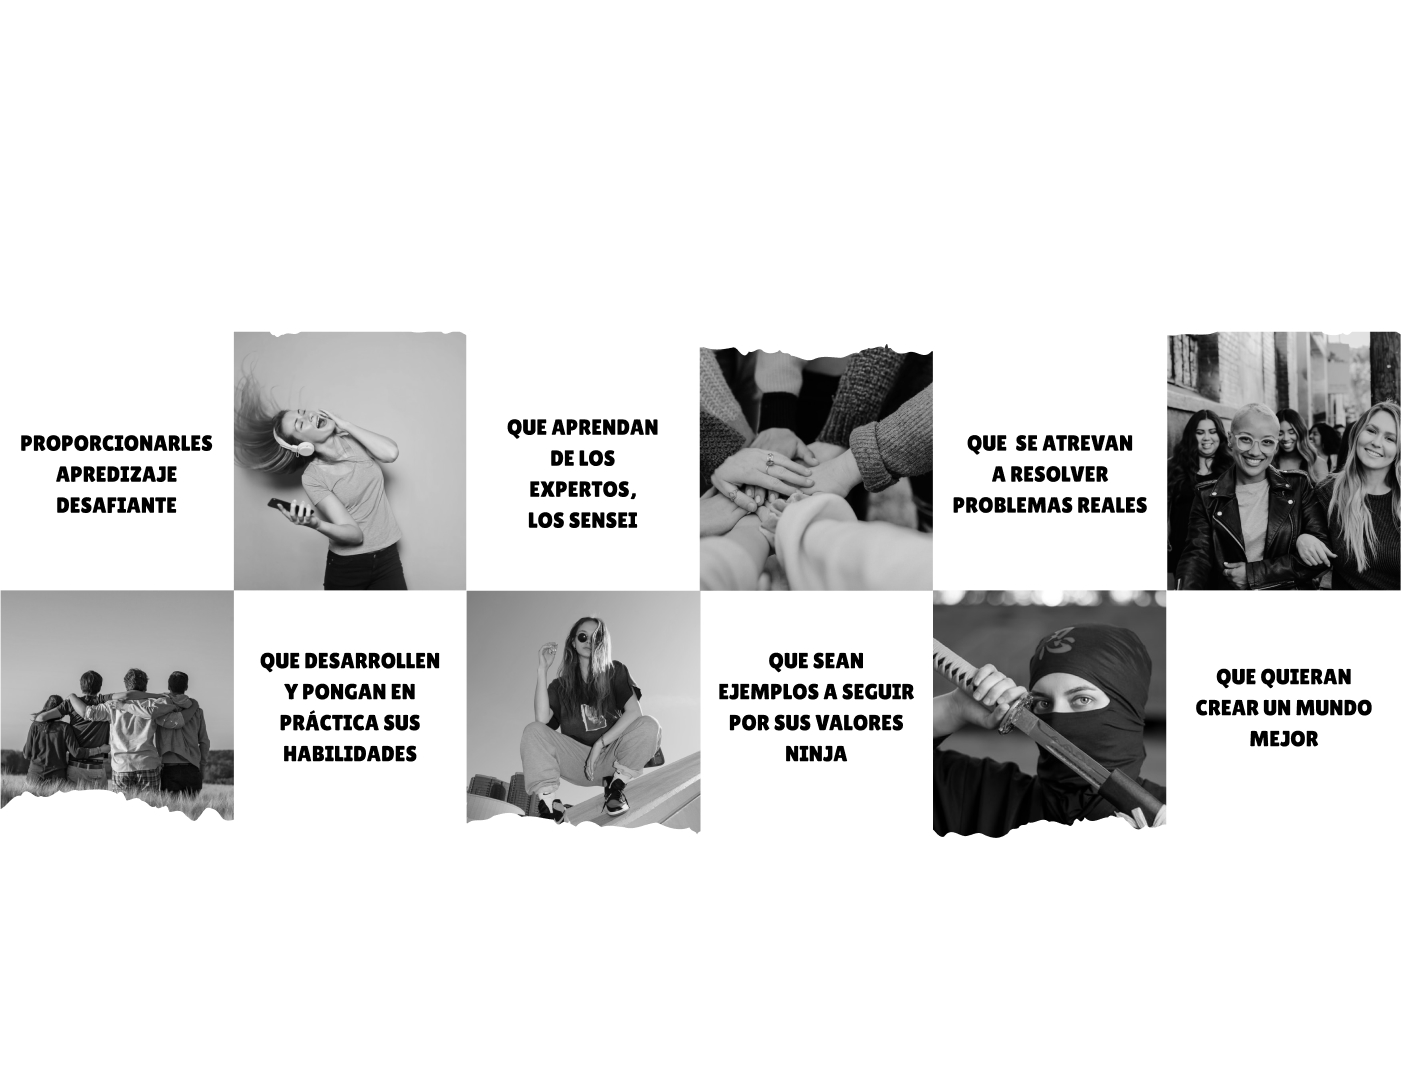 PROPORCIONARLES
APREDIZAJE
DESAFIANTE
QUE APRENDAN
DE LOS
EXPERTOS,
LOS SENSEI
QUE SE ATREVAN
A RESOLVER
PROBLEMAS REALES
QUE DESARROLLEN
Y PONGAN EN
PRÁCTICA SUS
HABILIDADES
QUE SEAN
EJEMPLOS A SEGUIR
POR SUS VALORES
NINJA
QUE QUIERAN
CREAR UN MUNDO
MEJOR